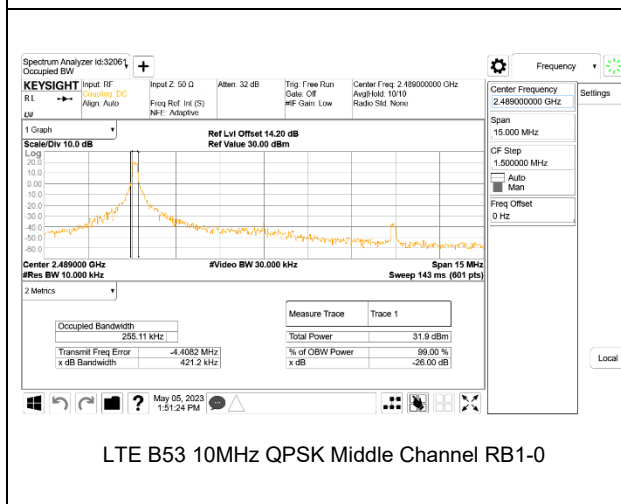 Spectrum Analyzer id:32061
Occupied BW
Frequency
KEYSIGHT Input: RF Input Z: 50 Ω Atten: 32 dB Trig: Free Run Center Freq: 2.489000000 GHz
RL Coupling: DC Gate: Off Avg|Hold: 10/10
Align: Auto Freq Ref: Int (S) #IF Gain: Low Radio Std: None
NFE: Adaptive
Center Frequency
2.489000000 GHz
Settings
Span
15.000 MHz
CF Step
1.500000 MHz
Auto
Man
Freq Offset
0 Hz
Local
1 Graph
Ref Lvl Offset 14.20 dB
Scale/Div 10.0 dB Ref Value 30.00 dBm
Log
20.0
10.0
0.00
-10.0
-20.0
-30.0
-40.0
-50.0
-60.0
Center 2.489000 GHz #Video BW 30.000 kHz Span 15 MHz
#Res BW 10.000 kHz Sweep 143 ms (601 pts)
2 Metrics
Measure Trace Trace 1
Occupied Bandwidth
255.11 kHz Total Power 31.9 dBm
Transmit Freq Error -4.4082 MHz % of OBW Power 99.00 %
x dB Bandwidth 421.2 kHz x dB -26.00 dB
May 05, 2023
1:51:24 PM
LTE B53 10MHz QPSK Middle Channel RB1-0